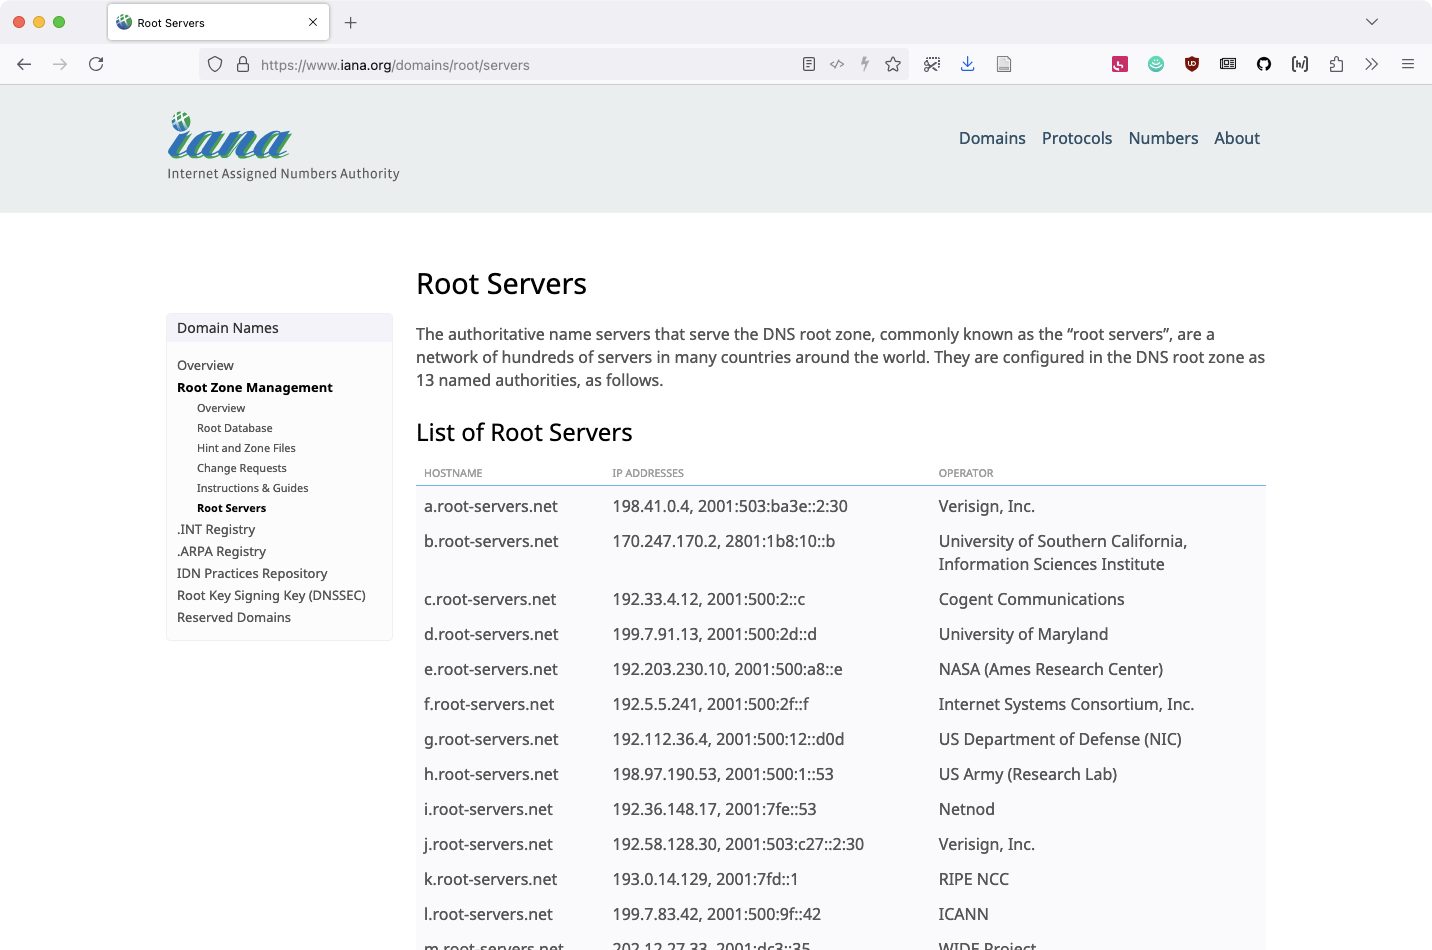 Root Servers
https://www.iana.org/domains/root/servers
iana
Internet Assigned Numbers Authority
Domains Protocols Numbers About
Domain Names
Overview
Root Zone Management
Overview
Root Database
Hint and Zone Files
Change Requests
Instructions & Guides
Root Servers
.INT Registry
.ARPA Registry
IDN Practices Repository
Root Key Signing Key (DNSSEC)
Reserved Domains
Root Servers
The authoritative name servers that serve the DNS root zone, commonly known as the “root servers”, are a
network of hundreds of servers in many countries around the world. They are configured in the DNS root zone as
13 named authorities, as follows.
List of Root Servers
HOSTNAME IP ADDRESSES OPERATOR
a.root-servers.net 198.41.0.4, 2001:503:ba3e::2:30 Verisign, Inc.
b.root-servers.net 170.247.170.2, 2801:1b8:10::b University of Southern California,
Information Sciences Institute
c.root-servers.net 192.33.4.12, 2001:500:2::c Cogent Communications
d.root-servers.net 199.7.91.13, 2001:500:2d::d University of Maryland
e.root-servers.net 192.203.230.10, 2001:500:a8::e NASA (Ames Research Center)
f.root-servers.net 192.5.5.241, 2001:500:2f::f Internet Systems Consortium, Inc.
g.root-servers.net 192.112.36.4, 2001:500:12::d0d US Department of Defense (NIC)
h.root-servers.net 198.97.190.53, 2001:500:1::53 US Army (Research Lab)
i.root-servers.net 192.36.148.17, 2001:7fe::53 Netnod
j.root-servers.net 192.58.128.30, 2001:503:c27::2:30 Verisign, Inc.
k.root-servers.net 193.0.14.129, 2001:7fd::1 RIPE NCC
l.root-servers.net 199.7.83.42, 2001:500:9f::42 ICANN
m.root-servers.net 202.12.27.33, 2001:dc3::35 WIDE Project